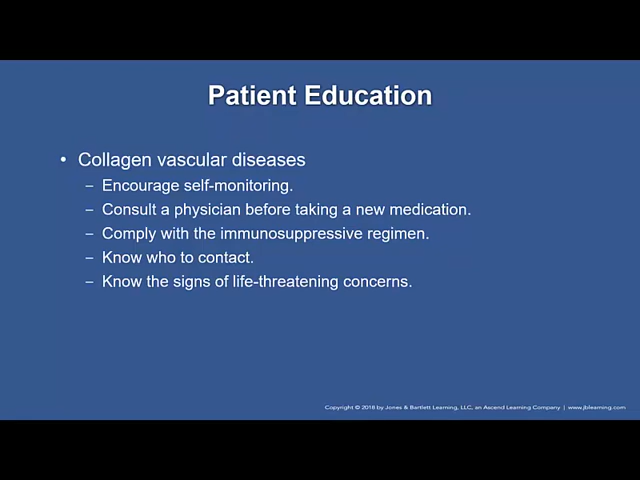 Patient Education
• Collagen vascular diseases
– Encourage self-monitoring.
– Consult a physician before taking a new medication.
– Comply with the immunosuppressive regimen.
– Know who to contact.
– Know the signs of life-threatening concerns.
Copyright © 2018 by Jones & Bartlett Learning, LLC, an Ascend Learning Company | www.jblearning.com